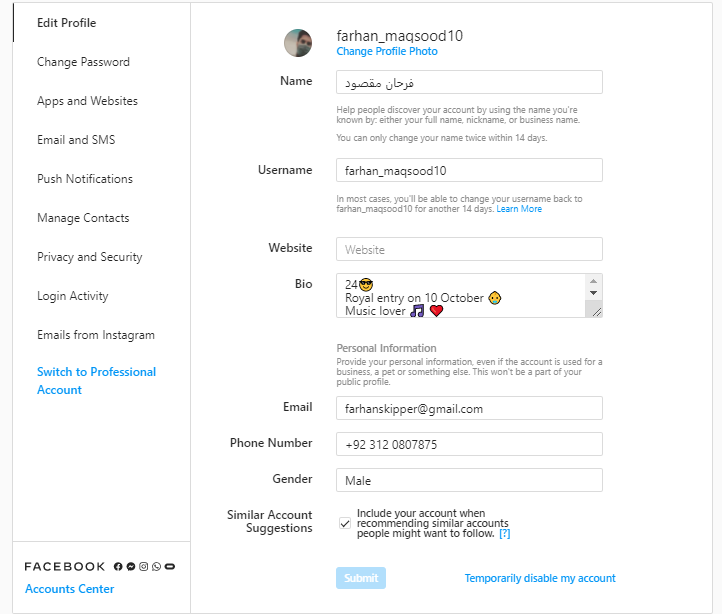 Edit Profile
Change Password
Apps and Websites
Email and SMS
Push Notifications
Manage Contacts
Privacy and Security
Login Activity
Emails from Instagram
Switch to Professional
Account
FACEBOOK
Accounts Center
farhan_maqsood10
Change Profile Photo
Name
فرحان مقصود
Help people discover your account by using the name you're
known by: either your full name, nickname, or business name.
You can only change your name twice within 14 days.
Username
farhan_maqsood10
In most cases, you'll be able to change your username back to
farhan_maqsood10 for another 14 days. Learn More
Website
Website
Bio
24😎
Royal entry on 10 October 👶
Music lover 🎵 ❤️
Personal Information
Provide your personal information, even if the account is used for a
business, a pet or something else. This won't be a part of your
public profile.
Email
farhanskipper@gmail.com
Phone Number
+92 312 0807875
Gender
Male
Similar Account
Suggestions
Include your account when
recommending similar accounts
people might want to follow. [?]
Submit
Temporarily disable my account